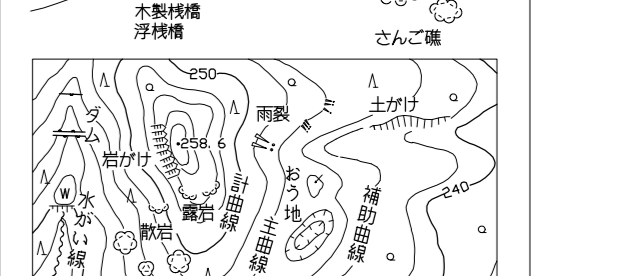 木製桟橋
浮桟橋
さんご礁
250
ダム
雨裂
土がけ
258.6
岩がけ
おう地
計曲線
補助曲線
240
W
水がい線
露岩
散岩
主曲線